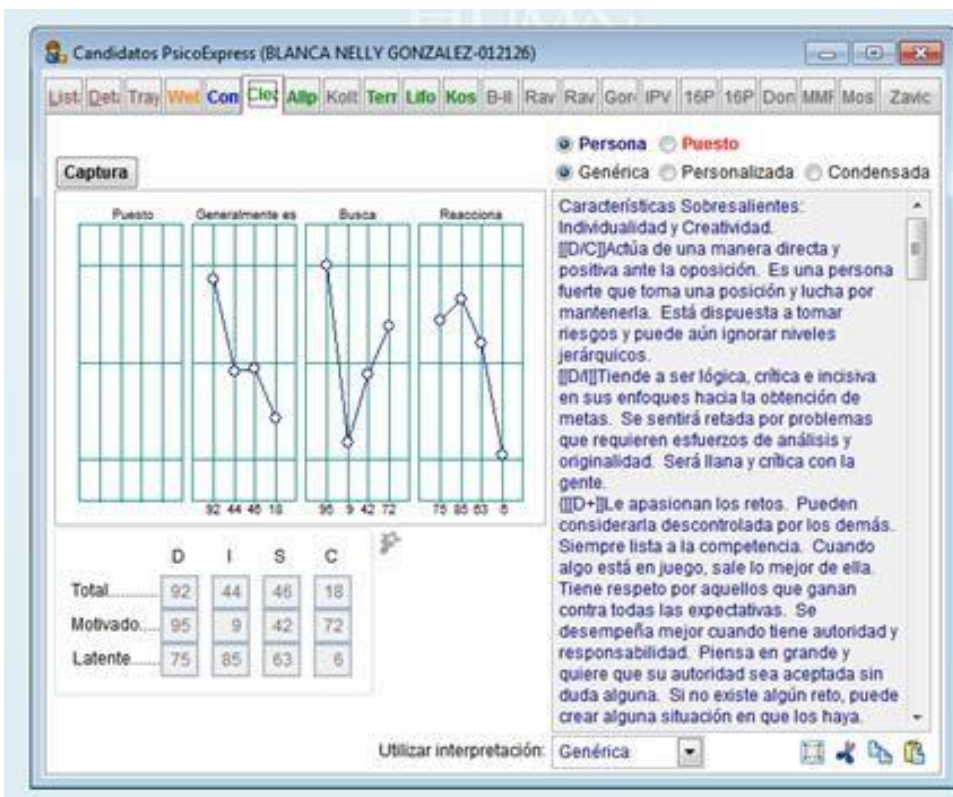 Candidatos PsicoExpress (BLANCA NELLY GONZALEZ-012126)
List Det Tray Wet Con Clea Allp Kolt Terr Lifo Kos B-II Rav Rav Gor IPV 16P 16P Don MMF Mos Zavic
Persona Puesto
Captura
Genérica Personalizada Condensada
Puesto Generalmente es Busca Reacciona
92 44 46 18 95 9 42 72 75 85 63 6
D I S C
Total 92 44 46 18
Motivado 95 9 42 72
Latente 75 85 63 6
Características Sobresalientes:
Individualidad y Creatividad.
[[D/C]]Actúa de una manera directa y
positiva ante la oposición. Es una persona
fuerte que toma una posición y lucha por
mantenerla. Está dispuesta a tomar
riesgos y puede aún ignorar niveles
jerárquicos.
[[D/I]]Tiende a ser lógica, crítica e incisiva
en sus enfoques hacia la obtención de
metas. Se sentirá retada por problemas
que requieren esfuerzos de análisis y
originalidad. Será llana y crítica con la
gente.
([[D+]]Le apasionan los retos. Pueden
considerarla descontrolada por los demás.
Siempre lista a la competencia. Cuando
algo está en juego, sale lo mejor de ella.
Tiene respeto por aquellos que ganan
contra todas las expectativas. Se
desempeña mejor cuando tiene autoridad y
responsabilidad. Piensa en grande y
quiere que su autoridad sea aceptada sin
duda alguna. Si no existe algún reto, puede
crear alguna situación en que los haya.
Utilizar interpretación: Genérica